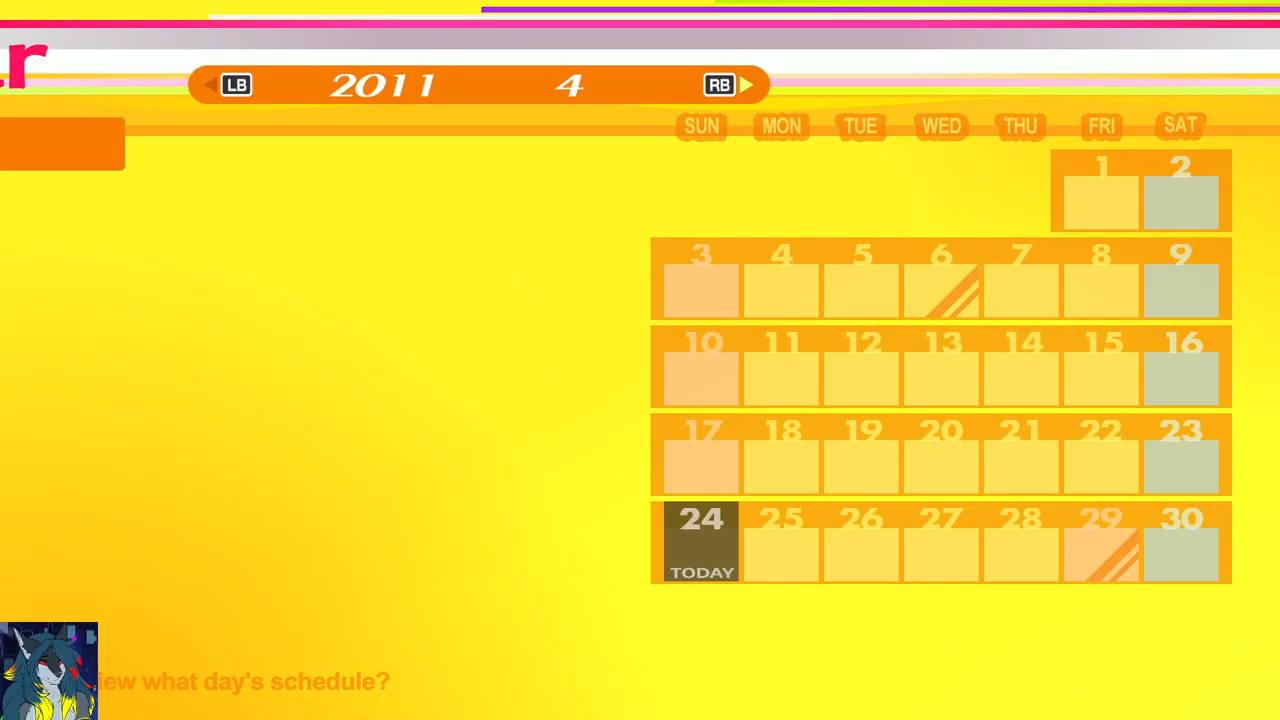 r
LB 2011 4 RB
SUN MON TUE WED THU FRI SAT
1 2
3 4 5 6 7 8 9
10 11 12 13 14 15 16
17 18 19 20 21 22 23
24 25 26 27 28 29 30
TODAY
iew what day's schedule?